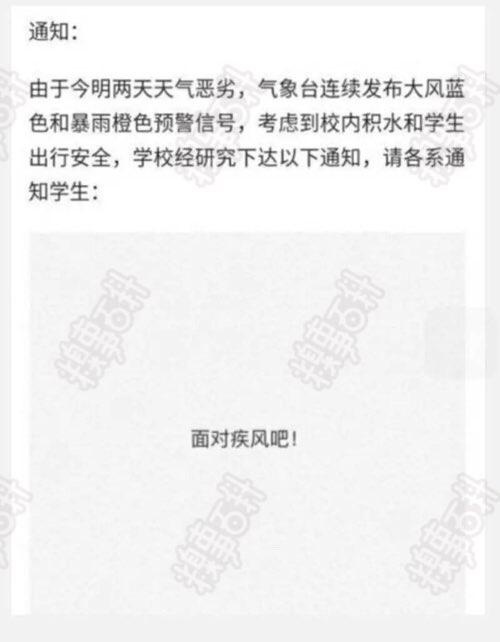 通知：
由于今明两天天气恶劣，气象台连续发布大风蓝
色和暴雨橙色预警信号，考虑到校内积水和学生
出行安全，学校经研究下达以下通知，请各系通
知学生：
面对疾风吧！